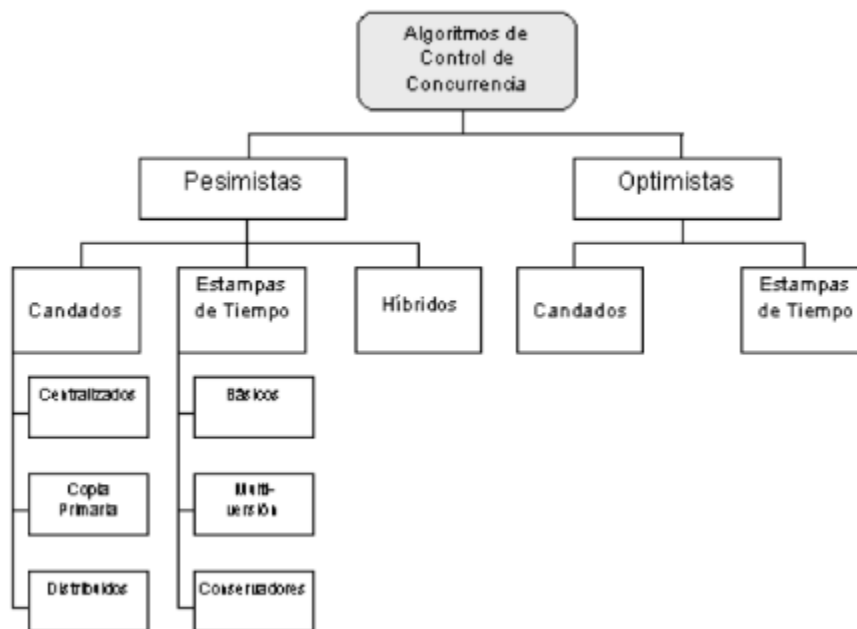 Algoritmos de
Control de
Concurrencia
Pesimistas
Optimistas
Candados
Estampas
de Tiempo
Híbridos
Candados
Estampas
de Tiempo
Centralizados
Básicos
Copia
Primaria
Multi-
versión
Distribuidos
Conservadores